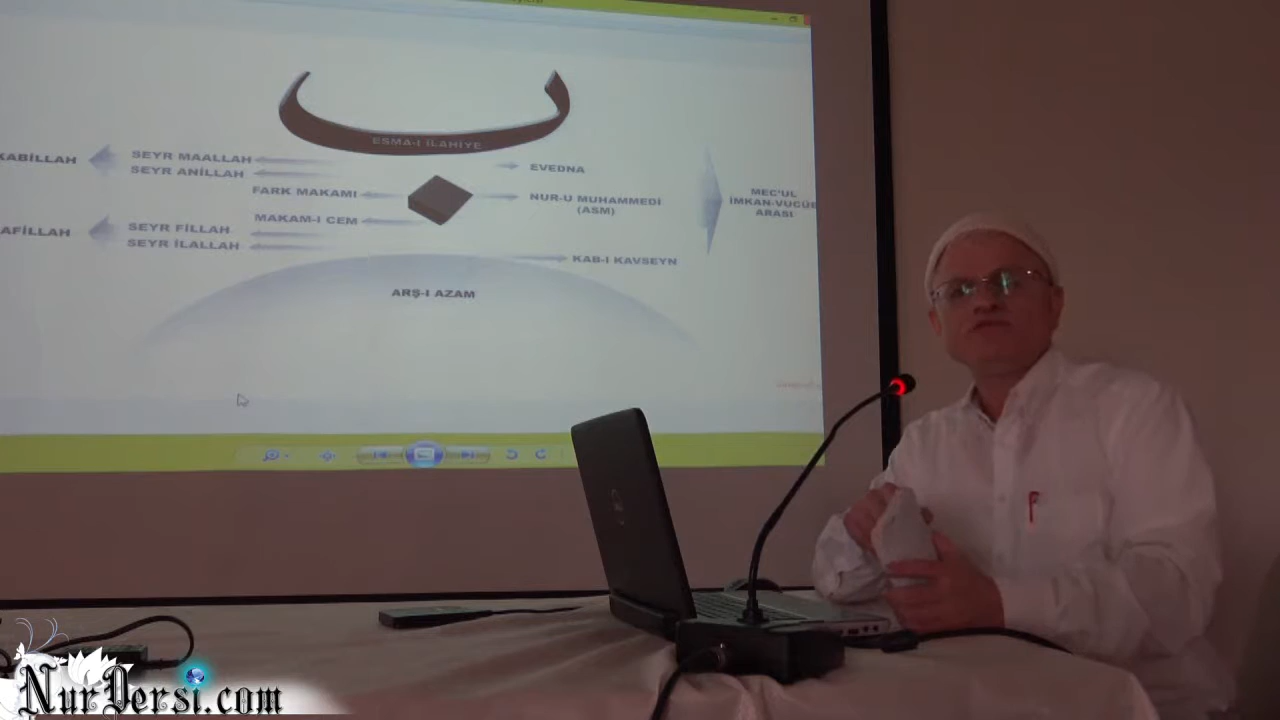 ESMA-I İLAHİYE
KABİLLAH
SEYR MAALLAH
SEYR ANİLLAH
EVEDNA
FARK MAKAMI
NUR-U MUHAMMEDİ
(ASM)
MEC'UL
İMKAN-VUCÜB
ARASI
MAKAM-I CEM
AFİLLAH
SEYR FİLLAH
SEYR İLALLAH
KAB-I KAVSEYN
ARŞ-I AZAM
NurDersi.com